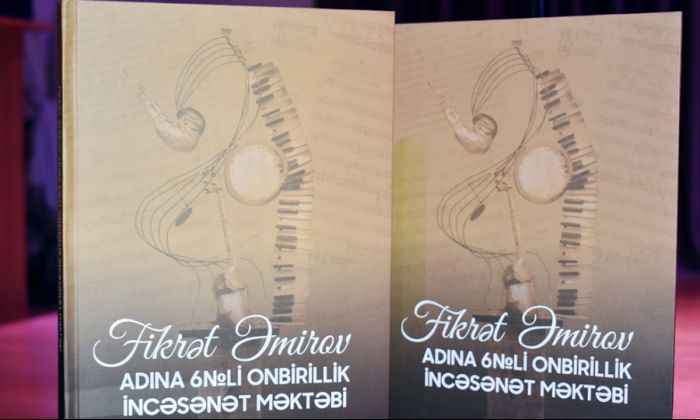 Fikrət Əmirov
ADINA 6№Lİ ONBİRİLLİK
İNCƏSƏNƏT MƏKTƏBİ
Fikrət Əmirov
ADINA 6№Lİ ONBİRİLLİK
İNCƏSƏNƏT MƏKTƏBİ